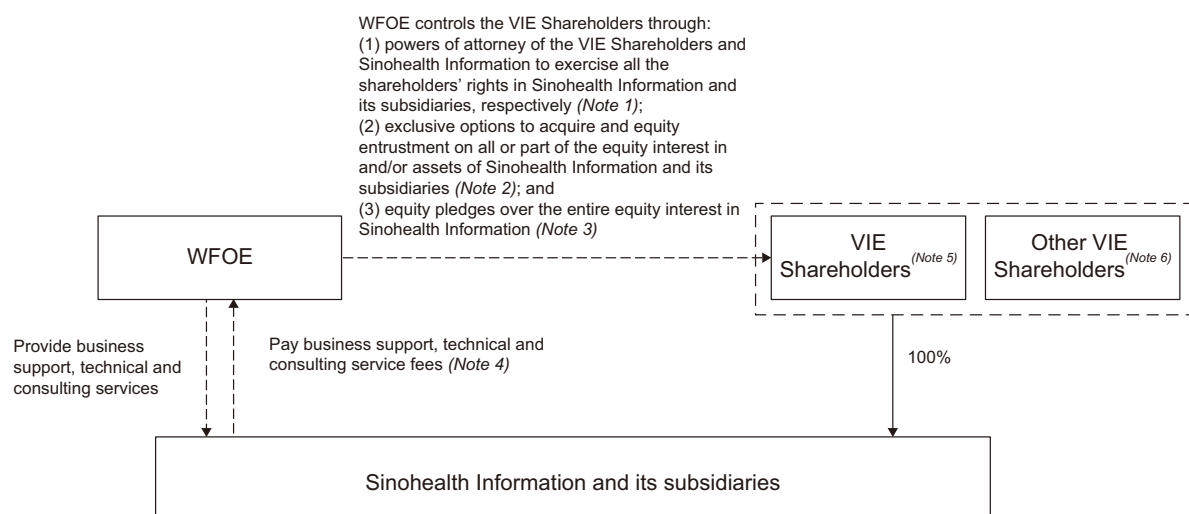 WFOE controls the VIE Shareholders through:
(1) powers of attorney of the VIE Shareholders and
Sinohealth Information to exercise all the
shareholders’ rights in Sinohealth Information and
its subsidiaries, respectively (Note 1);
(2) exclusive options to acquire and equity
entrustment on all or part of the equity interest in
and/or assets of Sinohealth Information and its
subsidiaries (Note 2); and
(3) equity pledges over the entire equity interest in
Sinohealth Information (Note 3)
WFOE
VIE
Shareholders(Note 5)
Other VIE
Shareholders(Note 6)
Provide business
support, technical and
consulting services
Pay business support, technical and
consulting service fees (Note 4)
100%
Sinohealth Information and its subsidiaries